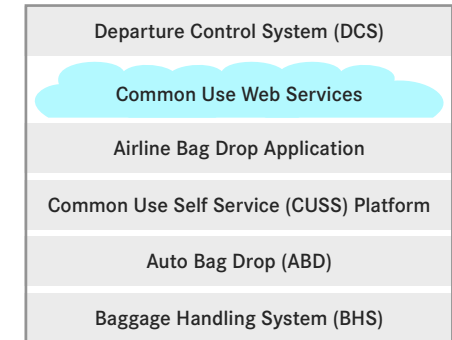 Departure Control System (DCS)
Common Use Web Services
Airline Bag Drop Application
Common Use Self Service (CUSS) Platform
Auto Bag Drop (ABD)
Baggage Handling System (BHS)